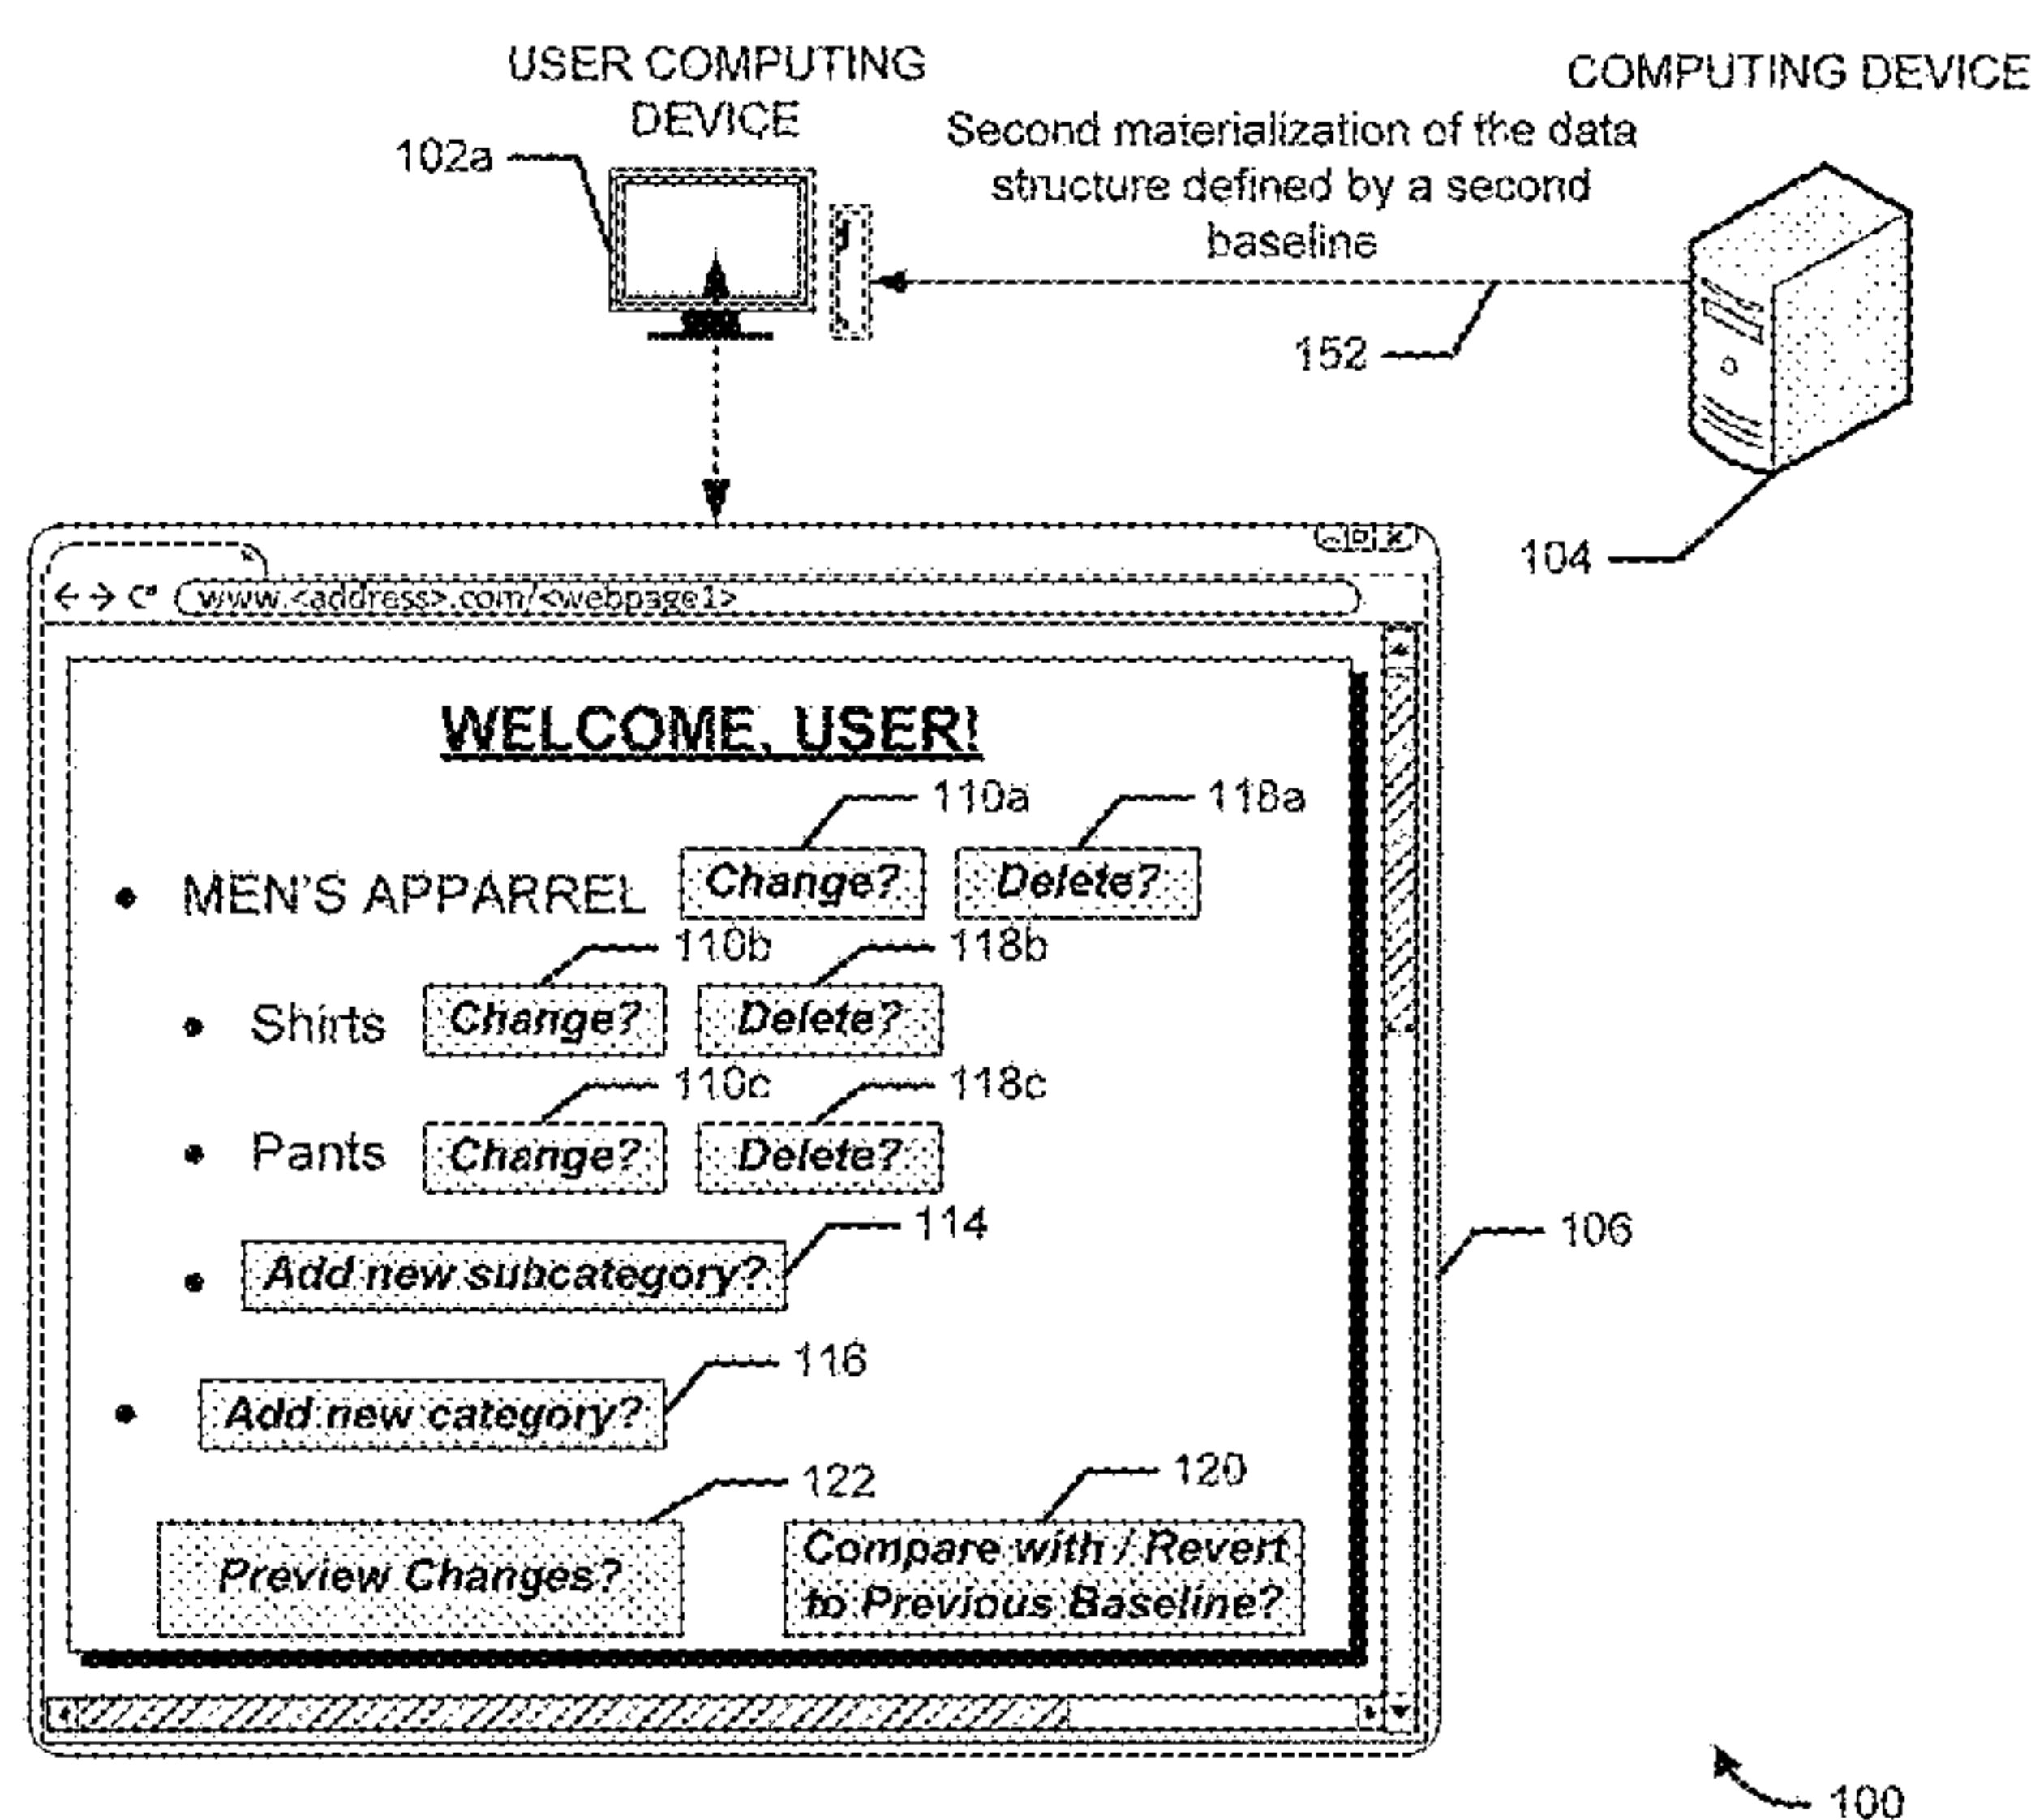 USER COMPUTING
DEVICE
COMPUTING DEVICE
102a
Second materialization of the data
structure defined by a second
baseline
152
104
www.<address>.com/<webpage1>
WELCOME, USER!
110a
118a
MEN'S APPARREL
Change?
Delete?
110b
118b
Shirts
Change?
Delete?
110c
118c
Pants
Change?
Delete?
114
Add new subcategory?
106
116
Add new category?
122
120
Preview Changes?
Compare with / Revert
to Previous Baseline?
100